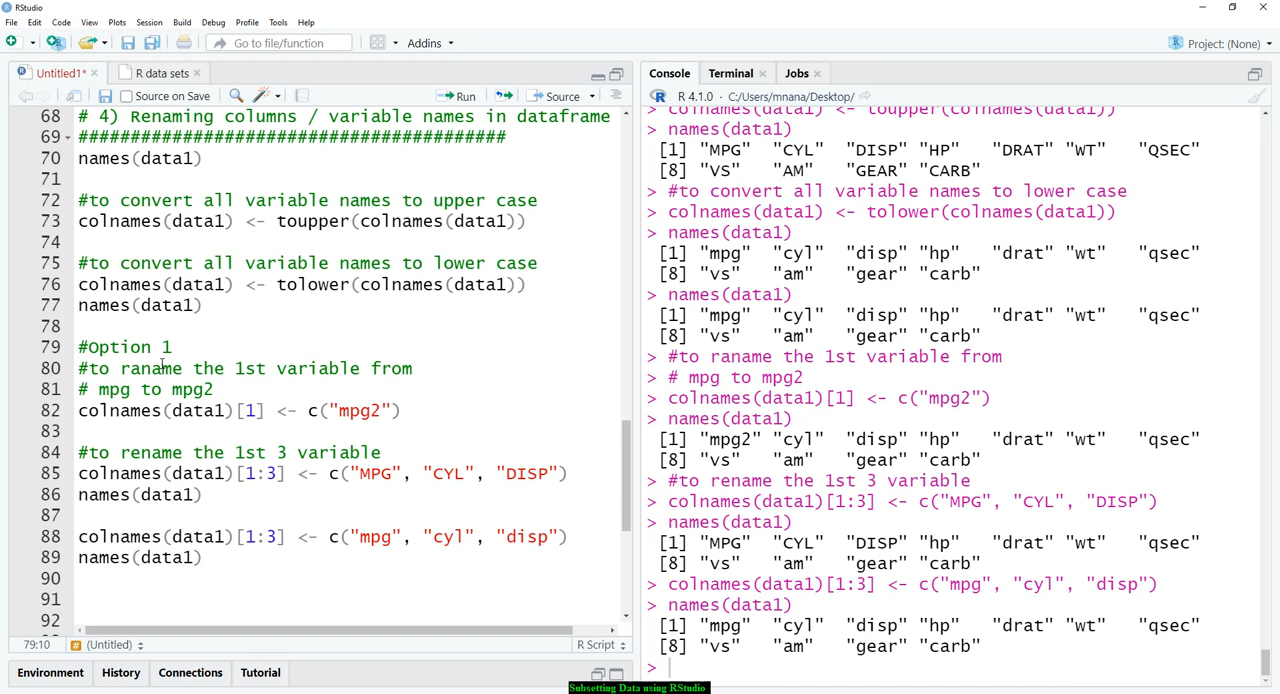 RStudio
File Edit Code View Plots Session Build Debug Profile Tools Help
Go to file/function
Addins
Project: (None)
Untitled1*
R data sets
Source on Save
Run
Source
68 # 4) Renaming columns / variable names in dataframe
69 #########################################
70 names(data1)
71
72 #to convert all variable names to upper case
73 colnames(data1) <- toupper(colnames(data1))
74
75 #to convert all variable names to lower case
76 colnames(data1) <- tolower(colnames(data1))
77 names(data1)
78
79 #Option 1
80 #to raname the 1st variable from
81 # mpg to mpg2
82 colnames(data1)[1] <- c("mpg2")
83
84 #to rename the 1st 3 variable
85 colnames(data1)[1:3] <- c("MPG", "CYL", "DISP")
86 names(data1)
87
88 colnames(data1)[1:3] <- c("mpg", "cyl", "disp")
89 names(data1)
90
91
92
79:10 # (Untitled) R Script
Environment History Connections Tutorial
Console Terminal Jobs
R 4.1.0 · C:/Users/mnana/Desktop/
colnames(data1) <- toupper(colnames(data1))
> names(data1)
[1] "MPG" "CYL" "DISP" "HP" "DRAT" "WT" "QSEC"
[8] "VS" "AM" "GEAR" "CARB"
> #to convert all variable names to lower case
> colnames(data1) <- tolower(colnames(data1))
> names(data1)
[1] "mpg" "cyl" "disp" "hp" "drat" "wt" "qsec"
[8] "vs" "am" "gear" "carb"
> names(data1)
[1] "mpg" "cyl" "disp" "hp" "drat" "wt" "qsec"
[8] "vs" "am" "gear" "carb"
> #to raname the 1st variable from
> # mpg to mpg2
> colnames(data1)[1] <- c("mpg2")
> names(data1)
[1] "mpg2" "cyl" "disp" "hp" "drat" "wt" "qsec"
[8] "vs" "am" "gear" "carb"
> #to rename the 1st 3 variable
> colnames(data1)[1:3] <- c("MPG", "CYL", "DISP")
> names(data1)
[1] "MPG" "CYL" "DISP" "hp" "drat" "wt" "qsec"
[8] "vs" "am" "gear" "carb"
> colnames(data1)[1:3] <- c("mpg", "cyl", "disp")
> names(data1)
[1] "mpg" "cyl" "disp" "hp" "drat" "wt" "qsec"
[8] "vs" "am" "gear" "carb"
>
Subsetting Data using RStudio